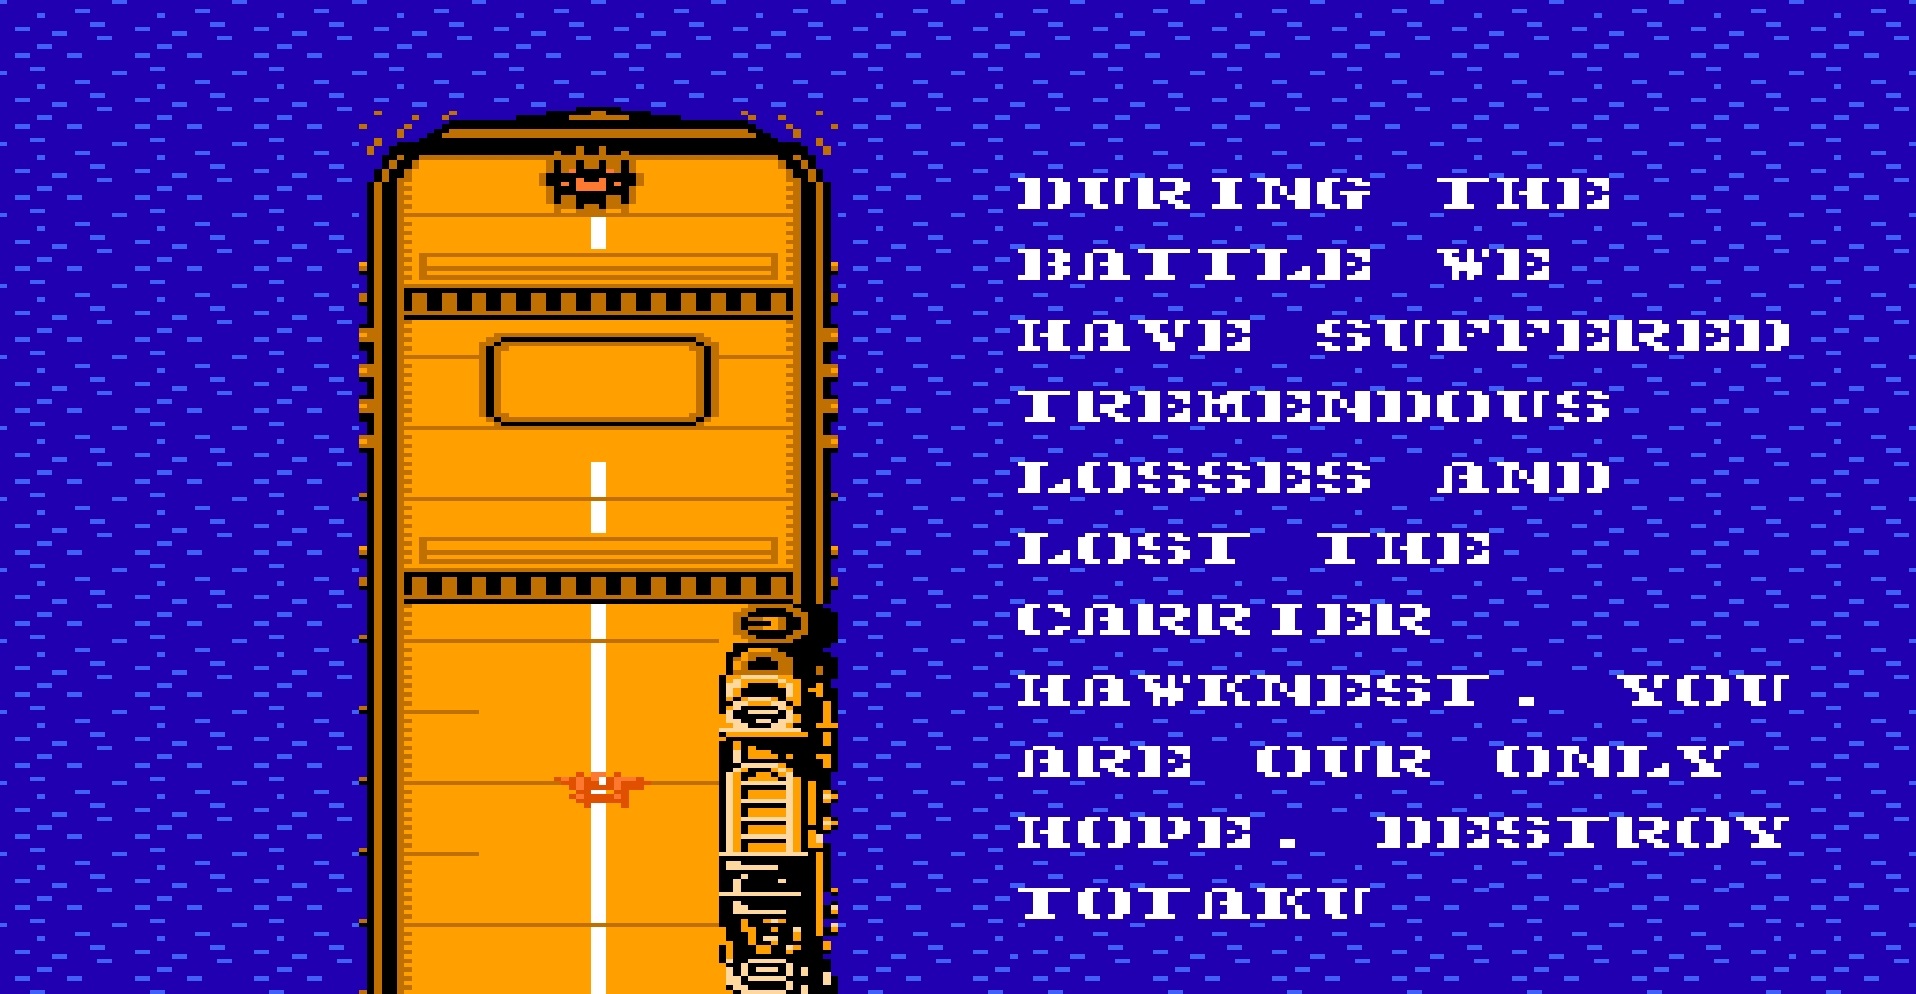 DURING THE
BATTLE WE
HAVE SUFFERED
TREMENDOUS
LOSSES AND
LOST THE
CARRIER
HAWKNEST. YOU
ARE OUR ONLY
HOPE. DESTROY
TOTAKU